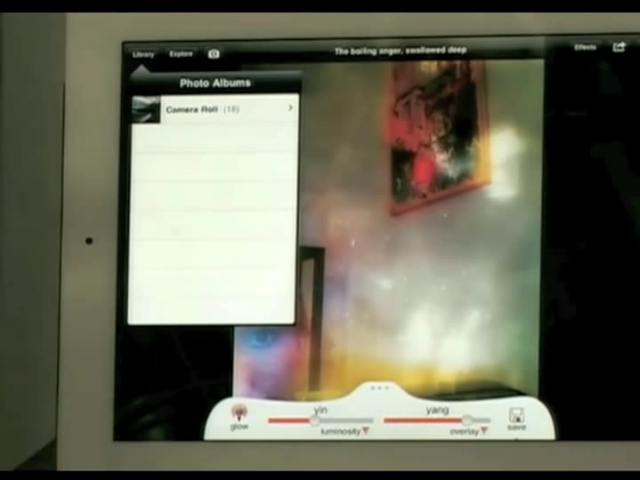 Library Explore The boiling anger, swallowed deep Effects
Photo Albums
Camera Roll (18)
yin yang
glow save
luminosity overlay